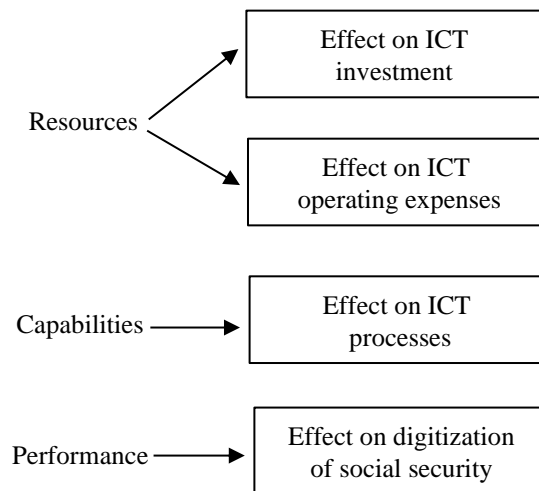 Effect on ICT
investment
Resources
Effect on ICT
operating expenses
Capabilities
Effect on ICT
processes
Performance
Effect on digitization
of social security